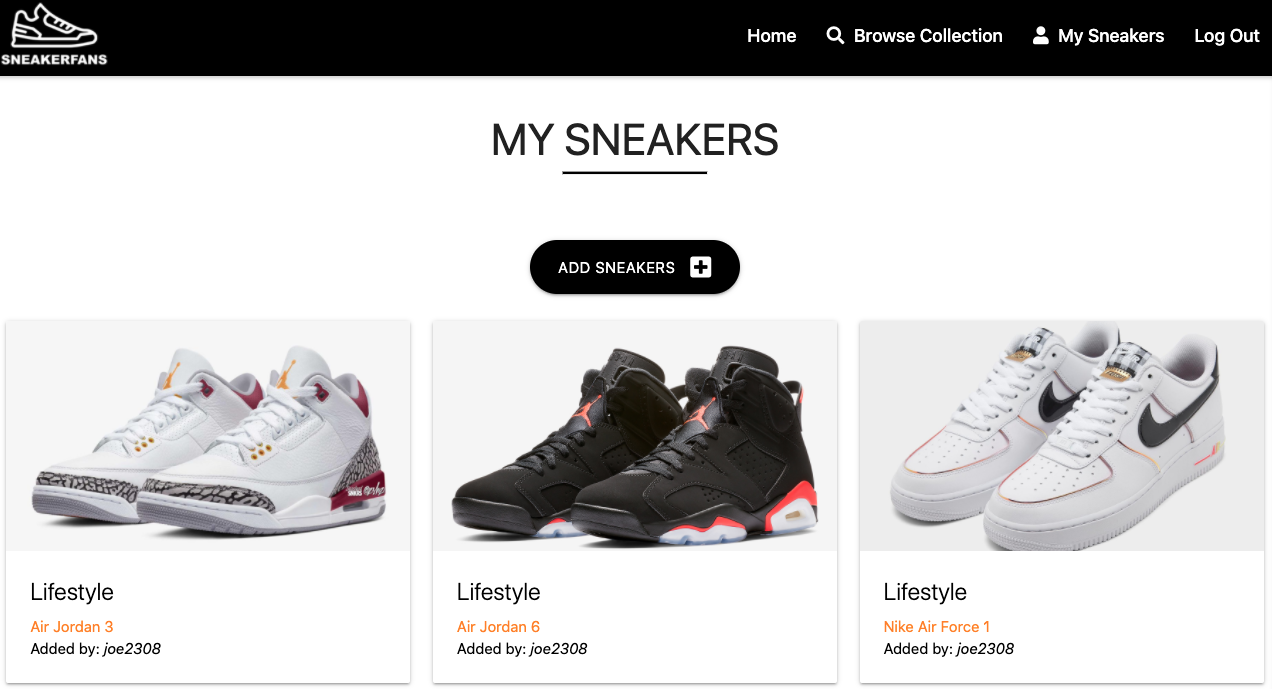 SNEAKERFANS
Home
Browse Collection
My Sneakers
Log Out
MY SNEAKERS
ADD SNEAKERS
Lifestyle
Air Jordan 3
Added by: joe2308
Lifestyle
Air Jordan 6
Added by: joe2308
Lifestyle
Nike Air Force 1
Added by: joe2308